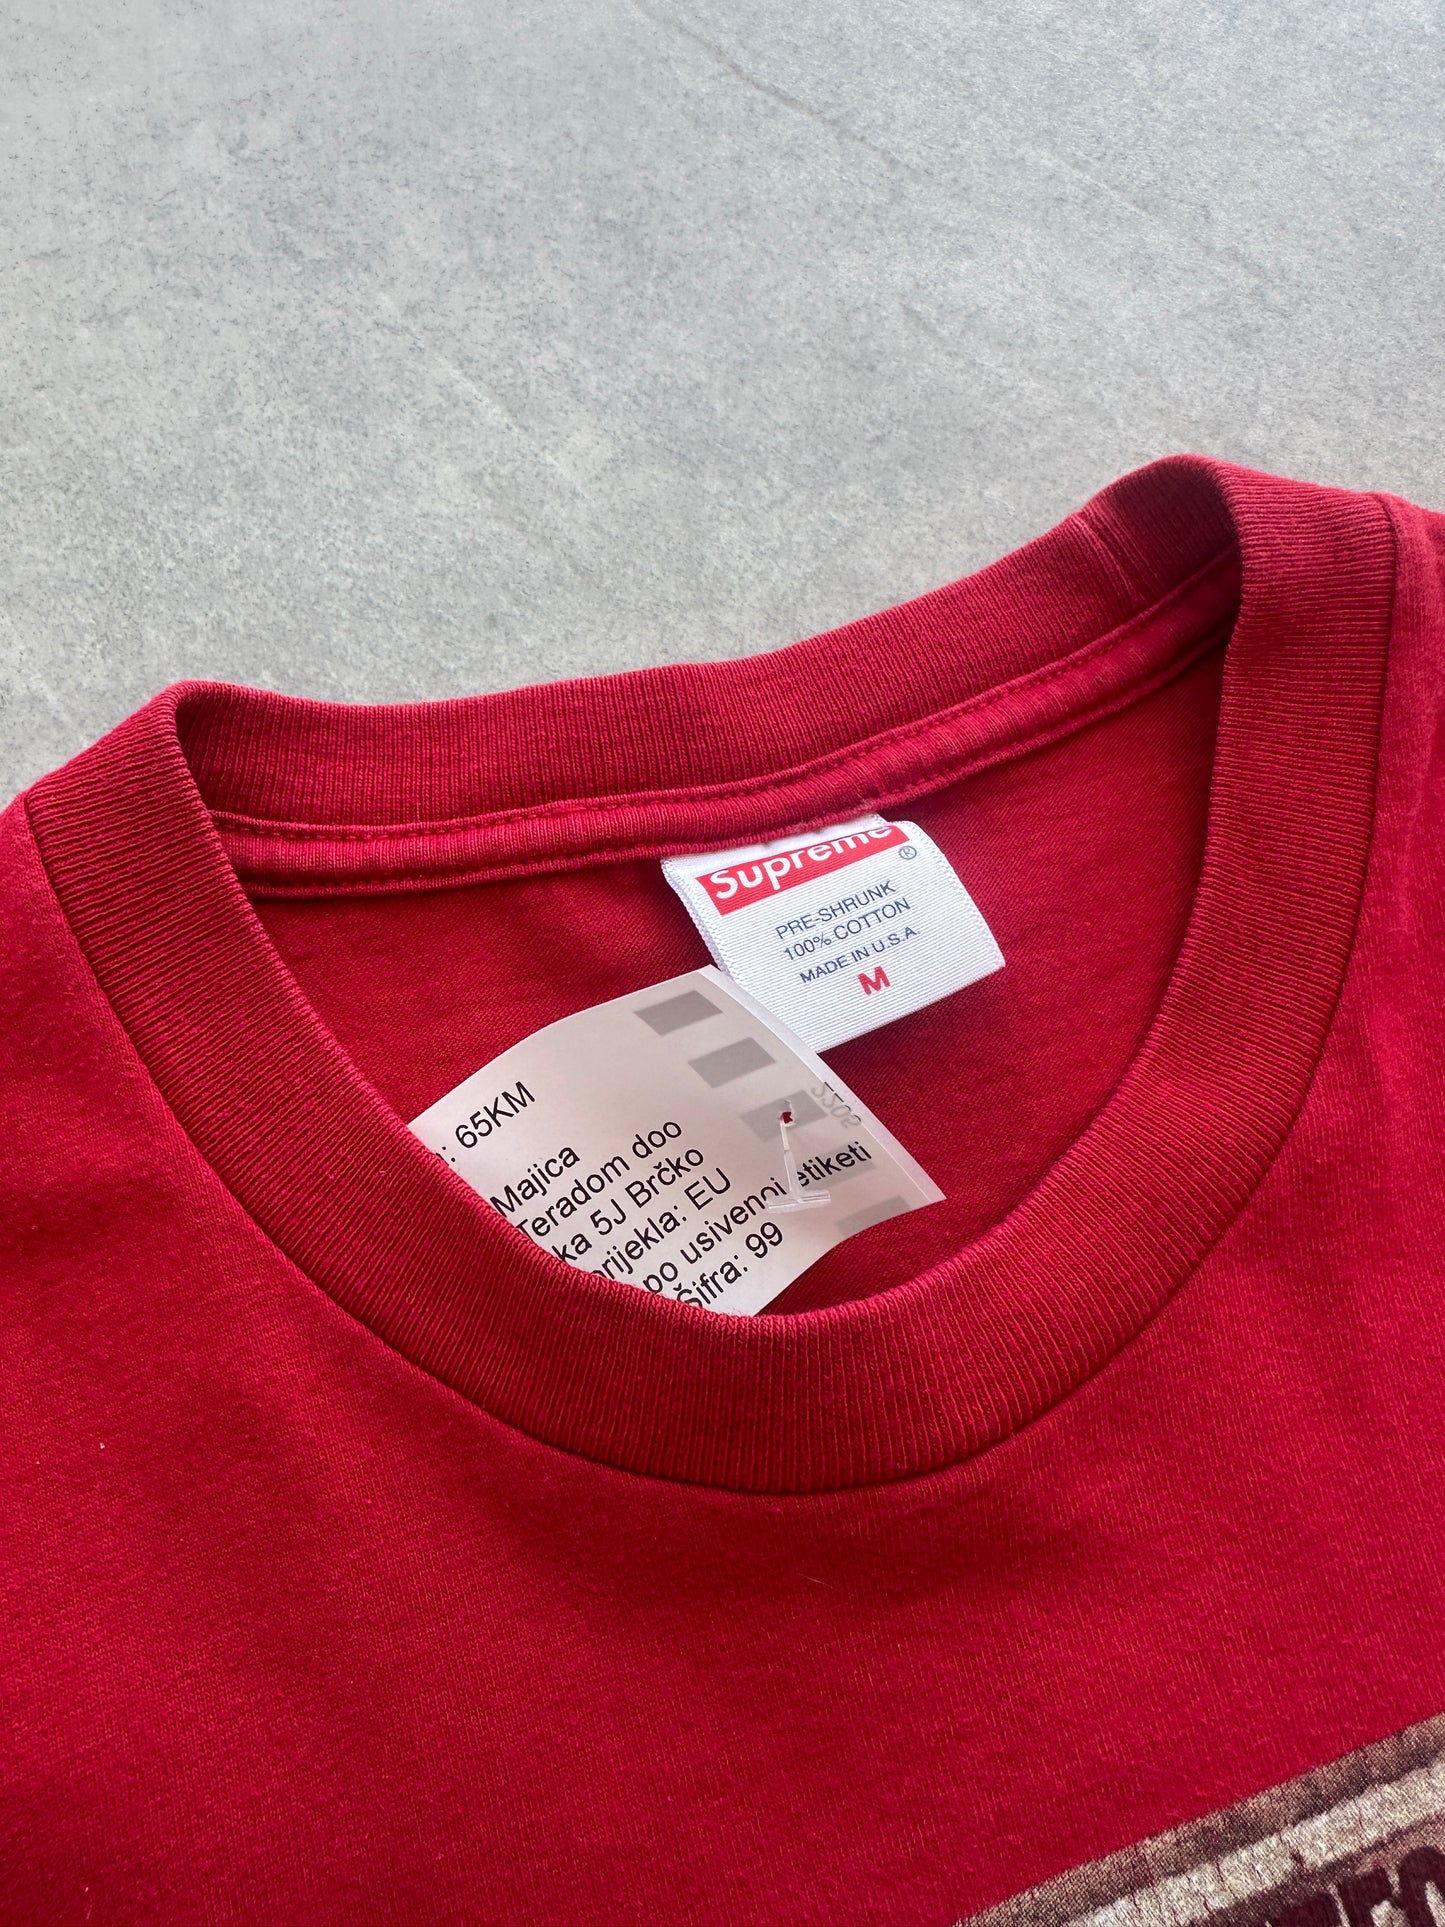 Supreme ®
PRE-SHRUNK
100% COTTON
MADE IN U.S.A.
M
: 65KM
Majica
Teradom doo
ka 5J Brčko
rijekla: EU
po usivenoj etiketi
Šifra: 99